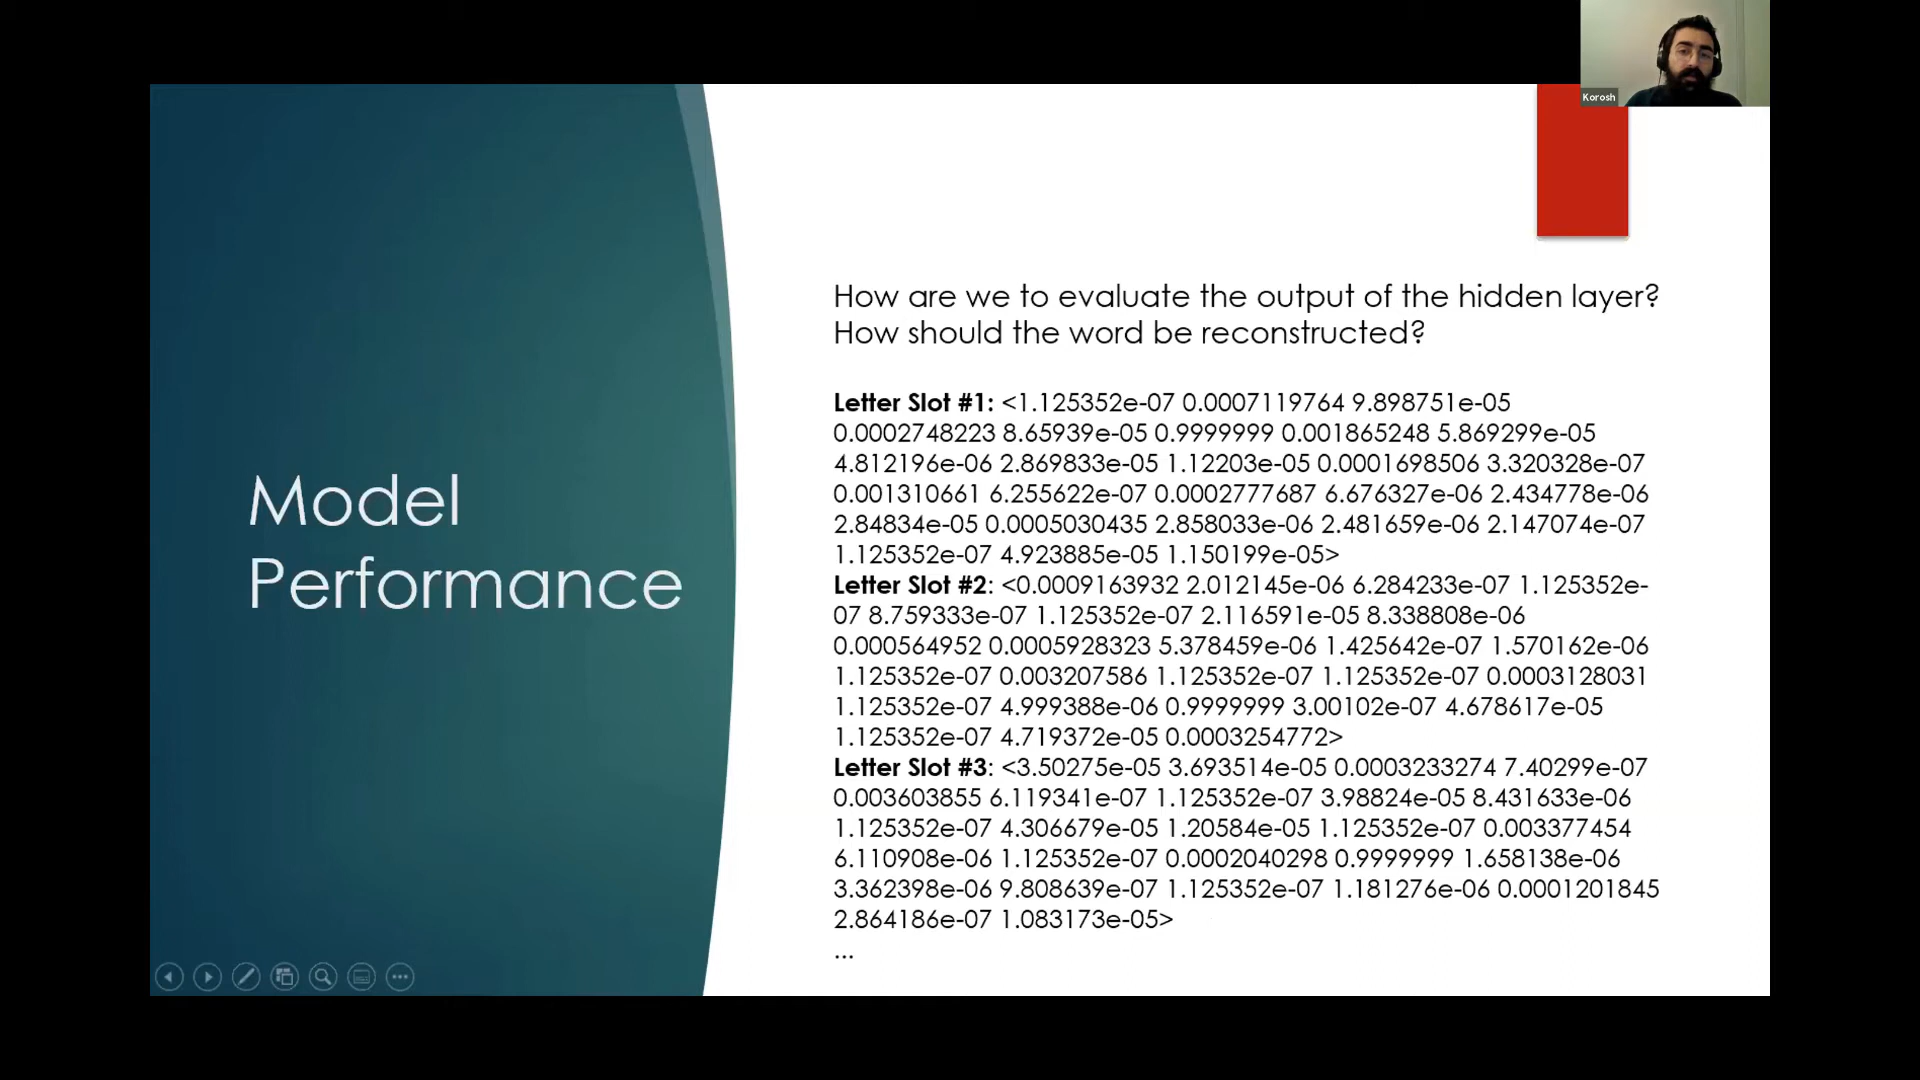 Korosh
Model
Performance
How are we to evaluate the output of the hidden layer?
How should the word be reconstructed?
Letter Slot #1: <1.125352e-07 0.0007119764 9.898751e-05
0.0002748223 8.65939e-05 0.9999999 0.001865248 5.869299e-05
4.812196e-06 2.869833e-05 1.12203e-05 0.0001698506 3.320328e-07
0.001310661 6.255622e-07 0.0002777687 6.676327e-06 2.434778e-06
2.84834e-05 0.0005030435 2.858033e-06 2.481659e-06 2.147074e-07
1.125352e-07 4.923885e-05 1.150199e-05>
Letter Slot #2: <0.0009163932 2.012145e-06 6.284233e-07 1.125352e-
07 8.759333e-07 1.125352e-07 2.116591e-05 8.338808e-06
0.000564952 0.0005928323 5.378459e-06 1.425642e-07 1.570162e-06
1.125352e-07 0.003207586 1.125352e-07 1.125352e-07 0.0003128031
1.125352e-07 4.999388e-06 0.9999999 3.00102e-07 4.678617e-05
1.125352e-07 4.719372e-05 0.0003254772>
Letter Slot #3: <3.50275e-05 3.693514e-05 0.0003233274 7.40299e-07
0.003603855 6.119341e-07 1.125352e-07 3.98824e-05 8.431633e-06
1.125352e-07 4.306679e-05 1.20584e-05 1.125352e-07 0.003377454
6.110908e-06 1.125352e-07 0.0002040298 0.9999999 1.658138e-06
3.362398e-06 9.808639e-07 1.125352e-07 1.181276e-06 0.0001201845
2.864186e-07 1.083173e-05>
...